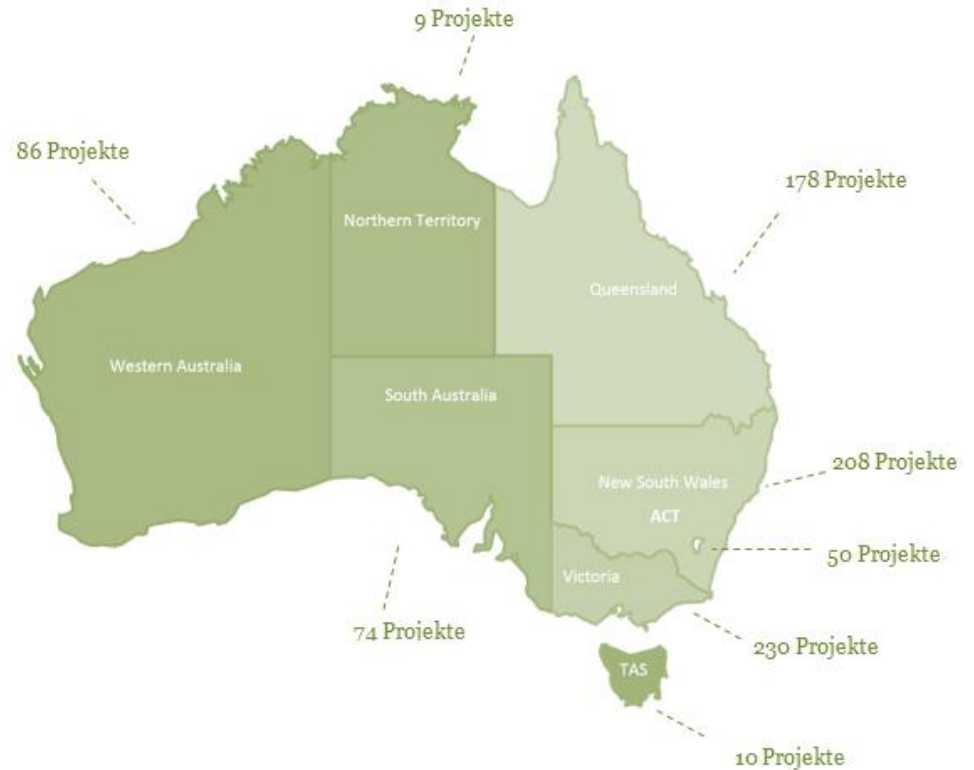 9 Projekte
86 Projekte
178 Projekte
Northern Territory
Queensland
Western Australia
South Australia
208 Projekte
New South Wales
ACT
50 Projekte
Victoria
74 Projekte
230 Projekte
TAS
10 Projekte